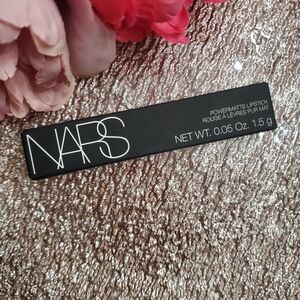 NARS
POWERMATTE LIPSTICK
ROUGE À LÈVRES PUR MAT
NET WT. 0.05 Oz. 1.5 g